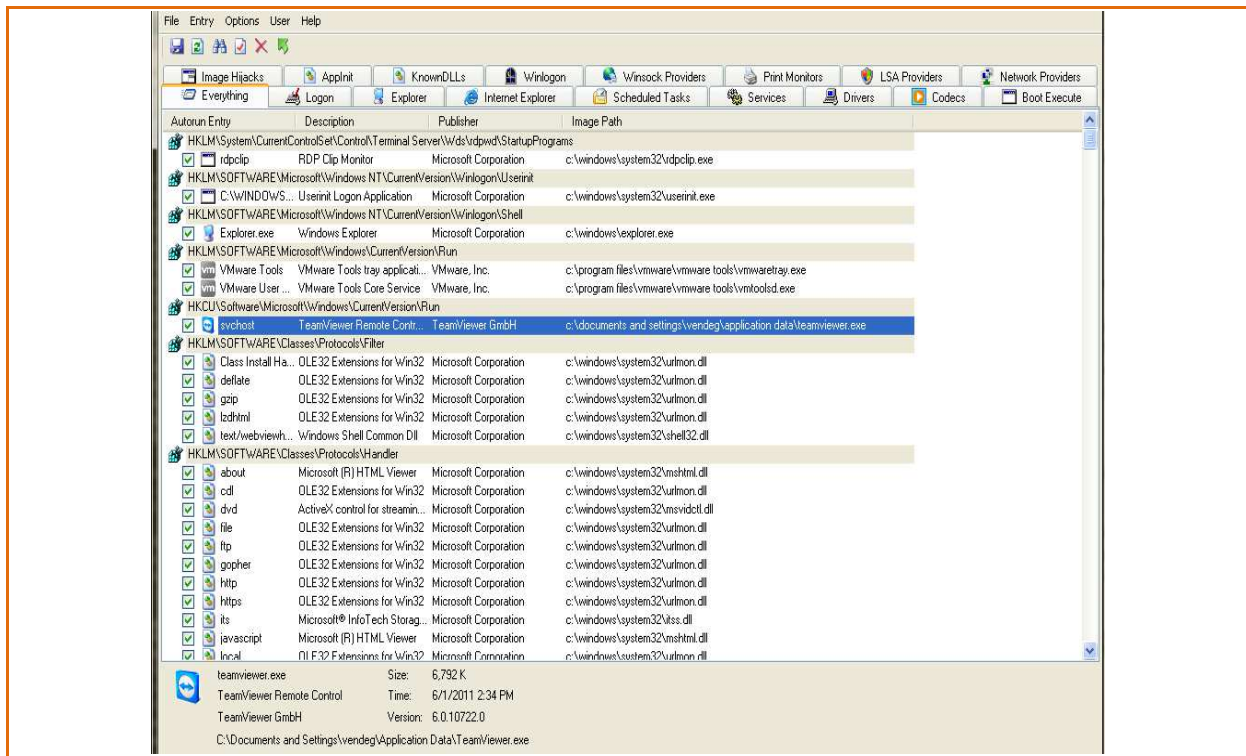 File Entry Options User Help
Image Hijacks AppInit KnownDLLs Winlogon Winsock Providers Print Monitors LSA Providers Network Providers
Everything Logon Explorer Internet Explorer Scheduled Tasks Services Drivers Codecs Boot Execute
Autorun Entry Description Publisher Image Path
HKLM\System\CurrentControlSet\Control\Terminal Server\Wds\rdpwd\StartupPrograms
rdpclip RDP Clip Monitor Microsoft Corporation c:\windows\system32\rdpclip.exe
HKLM\SOFTWARE\Microsoft\Windows NT\CurrentVersion\Winlogon\Userinit
C:\WINDOWS... Userinit Logon Application Microsoft Corporation c:\windows\system32\userinit.exe
HKLM\SOFTWARE\Microsoft\Windows NT\CurrentVersion\Winlogon\Shell
Explorer.exe Windows Explorer Microsoft Corporation c:\windows\explorer.exe
HKLM\SOFTWARE\Microsoft\Windows\CurrentVersion\Run
vm VMware Tools VMware Tools tray applicati... VMware, Inc. c:\program files\vmware\vmware tools\vmwaretray.exe
vm VMware User ... VMware Tools Core Service VMware, Inc. c:\program files\vmware\vmware tools\vmtoolsd.exe
HKCU\Software\Microsoft\Windows\CurrentVersion\Run
svchost TeamViewer Remote Contr... TeamViewer GmbH c:\documents and settings\vendeg\application data\teamviewer.exe
HKLM\SOFTWARE\Classes\Protocols\Filter
Class Install Ha... OLE32 Extensions for Win32 Microsoft Corporation c:\windows\system32\urlmon.dll
deflate OLE32 Extensions for Win32 Microsoft Corporation c:\windows\system32\urlmon.dll
gzip OLE32 Extensions for Win32 Microsoft Corporation c:\windows\system32\urlmon.dll
lzdhtml OLE32 Extensions for Win32 Microsoft Corporation c:\windows\system32\urlmon.dll
text/webviewh... Windows Shell Common Dll Microsoft Corporation c:\windows\system32\shell32.dll
HKLM\SOFTWARE\Classes\Protocols\Handler
about Microsoft (R) HTML Viewer Microsoft Corporation c:\windows\system32\mshtml.dll
cdl OLE32 Extensions for Win32 Microsoft Corporation c:\windows\system32\urlmon.dll
dvd ActiveX control for streamin... Microsoft Corporation c:\windows\system32\msvidctl.dll
file OLE32 Extensions for Win32 Microsoft Corporation c:\windows\system32\urlmon.dll
ftp OLE32 Extensions for Win32 Microsoft Corporation c:\windows\system32\urlmon.dll
gopher OLE32 Extensions for Win32 Microsoft Corporation c:\windows\system32\urlmon.dll
http OLE32 Extensions for Win32 Microsoft Corporation c:\windows\system32\urlmon.dll
https OLE32 Extensions for Win32 Microsoft Corporation c:\windows\system32\urlmon.dll
its Microsoft® InfoTech Storag... Microsoft Corporation c:\windows\system32\itss.dll
javascript Microsoft (R) HTML Viewer Microsoft Corporation c:\windows\system32\mshtml.dll
local OLE32 Extensions for Win32 Microsoft Corporation c:\windows\system32\urlmon.dll
teamviewer.exe Size: 6,792 K
TeamViewer Remote Control Time: 6/1/2011 2:34 PM
TeamViewer GmbH Version: 6.0.10722.0
C:\Documents and Settings\vendeg\Application Data\TeamViewer.exe